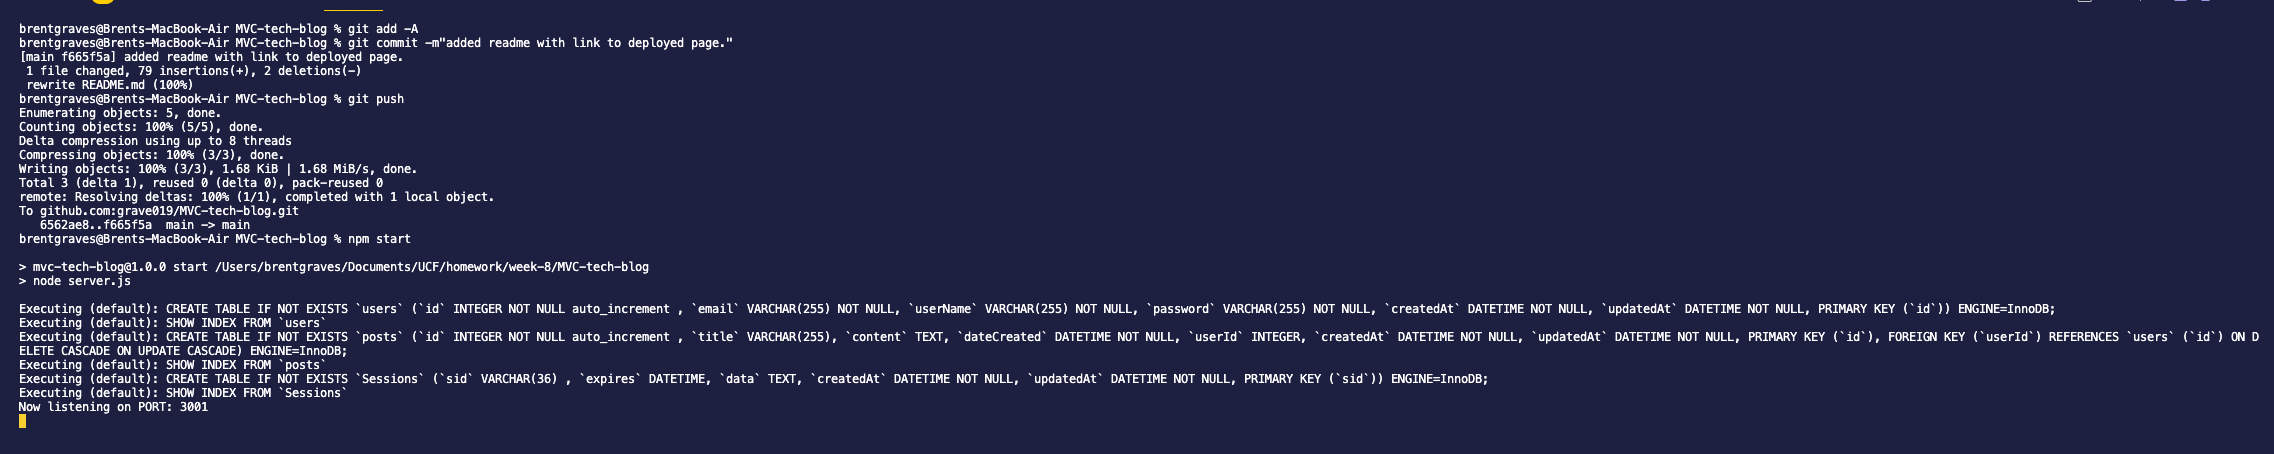 brentgraves@Brents-MacBook-Air MVC-tech-blog % git add -A
brentgraves@Brents-MacBook-Air MVC-tech-blog % git commit -m"added readme with link to deployed page."
[main f665f5a] added readme with link to deployed page.
 1 file changed, 79 insertions(+), 2 deletions(-)
 rewrite README.md (100%)
brentgraves@Brents-MacBook-Air MVC-tech-blog % git push
Enumerating objects: 5, done.
Counting objects: 100% (5/5), done.
Delta compression using up to 8 threads
Compressing objects: 100% (3/3), done.
Writing objects: 100% (3/3), 1.68 KiB | 1.68 MiB/s, done.
Total 3 (delta 1), reused 0 (delta 0), pack-reused 0
remote: Resolving deltas: 100% (1/1), completed with 1 local object.
To github.com:grave019/MVC-tech-blog.git
   6562ae8..f665f5a  main -> main
brentgraves@Brents-MacBook-Air MVC-tech-blog % npm start
> mvc-tech-blog@1.0.0 start /Users/brentgraves/Documents/UCF/homework/week-8/MVC-tech-blog
> node server.js
Executing (default): CREATE TABLE IF NOT EXISTS `users` (`id` INTEGER NOT NULL auto_increment , `email` VARCHAR(255) NOT NULL, `userName` VARCHAR(255) NOT NULL, `password` VARCHAR(255) NOT NULL, `createdAt` DATETIME NOT NULL, `updatedAt` DATETIME NOT NULL, PRIMARY KEY (`id`)) ENGINE=InnoDB;
Executing (default): SHOW INDEX FROM `users`
Executing (default): CREATE TABLE IF NOT EXISTS `posts` (`id` INTEGER NOT NULL auto_increment , `title` VARCHAR(255), `content` TEXT, `dateCreated` DATETIME NOT NULL, `userId` INTEGER, `createdAt` DATETIME NOT NULL, `updatedAt` DATETIME NOT NULL, PRIMARY KEY (`id`), FOREIGN KEY (`userId`) REFERENCES `users` (`id`) ON D
ELETE CASCADE ON UPDATE CASCADE) ENGINE=InnoDB;
Executing (default): SHOW INDEX FROM `posts`
Executing (default): CREATE TABLE IF NOT EXISTS `Sessions` (`sid` VARCHAR(36) , `expires` DATETIME, `data` TEXT, `createdAt` DATETIME NOT NULL, `updatedAt` DATETIME NOT NULL, PRIMARY KEY (`sid`)) ENGINE=InnoDB;
Executing (default): SHOW INDEX FROM `Sessions`
Now listening on PORT: 3001